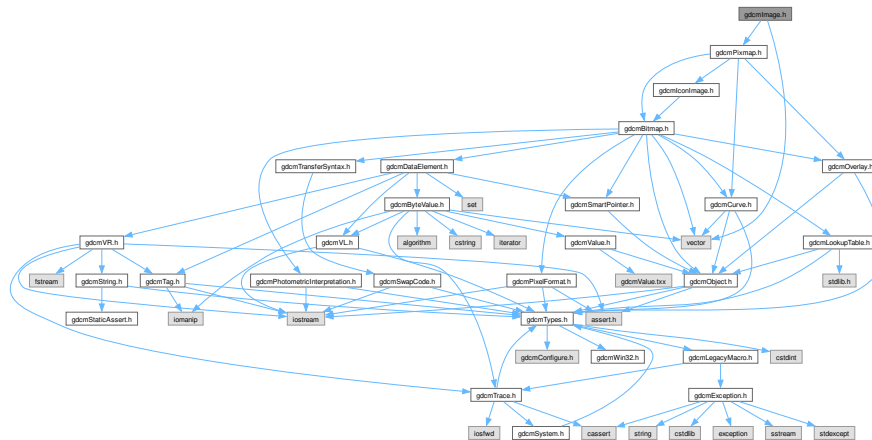 gdcmImage.h
gdcmPixmap.h
gdcmIconImage.h
gdcmBitmap.h
gdcmTransferSyntax.h
gdcmDataElement.h
gdcmOverlay.h
gdcmByteValue.h
set
gdcmSmartPointer.h
gdcmCurve.h
gdcmVR.h
gdcmVL.h
algorithm
cstring
iterator
gdcmValue.h
vector
gdcmLookupTable.h
fstream
gdcmString.h
gdcmTag.h
gdcmPhotometricInterpretation.h
gdcmSwapCode.h
gdcmPixelFormat.h
gdcmValue.txx
gdcmObject.h
stdlib.h
gdcmStaticAssert.h
iomanip
iostream
gdcmTypes.h
assert.h
gdcmConfigure.h
gdcmWin32.h
gdcmLegacyMacro.h
cstdint
gdcmTrace.h
gdcmException.h
iosfwd
gdcmSystem.h
cassert
string
cstdlib
exception
sstream
stdexcept